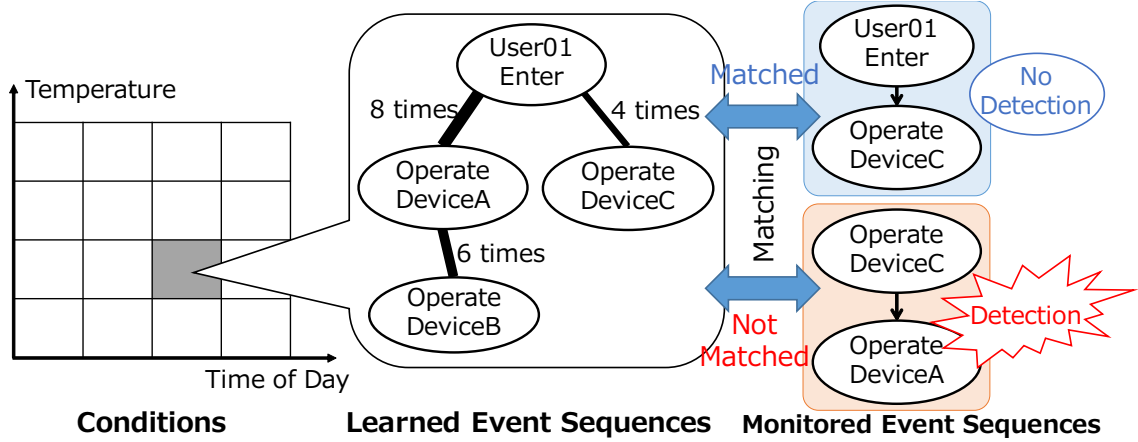 Temperature
Time of Day
Conditions
User01
Enter
8 times
4 times
Operate
DeviceA
Operate
DeviceC
6 times
Operate
DeviceB
Learned Event Sequences
Matched
Matching
Not
Matched
User01
Enter
Operate
DeviceC
No
Detection
Operate
DeviceC
Operate
DeviceA
Detection
Monitored Event Sequences